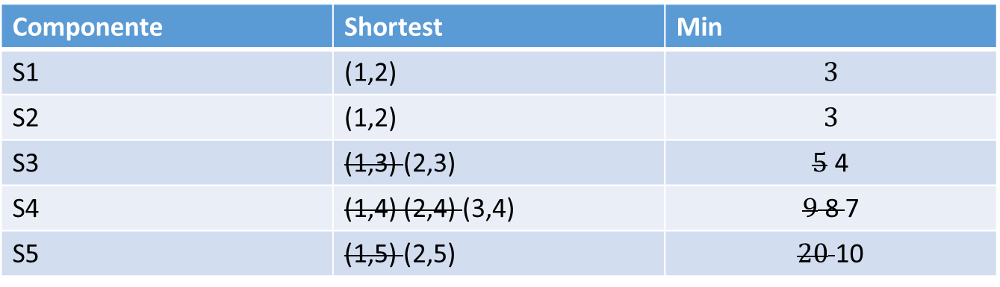 Componente Shortest Min
S1 (1,2) 3
S2 (1,2) 3
S3 (1,3) (2,3) 5 4
S4 (1,4) (2,4) (3,4) 9 8 7
S5 (1,5) (2,5) 20 10